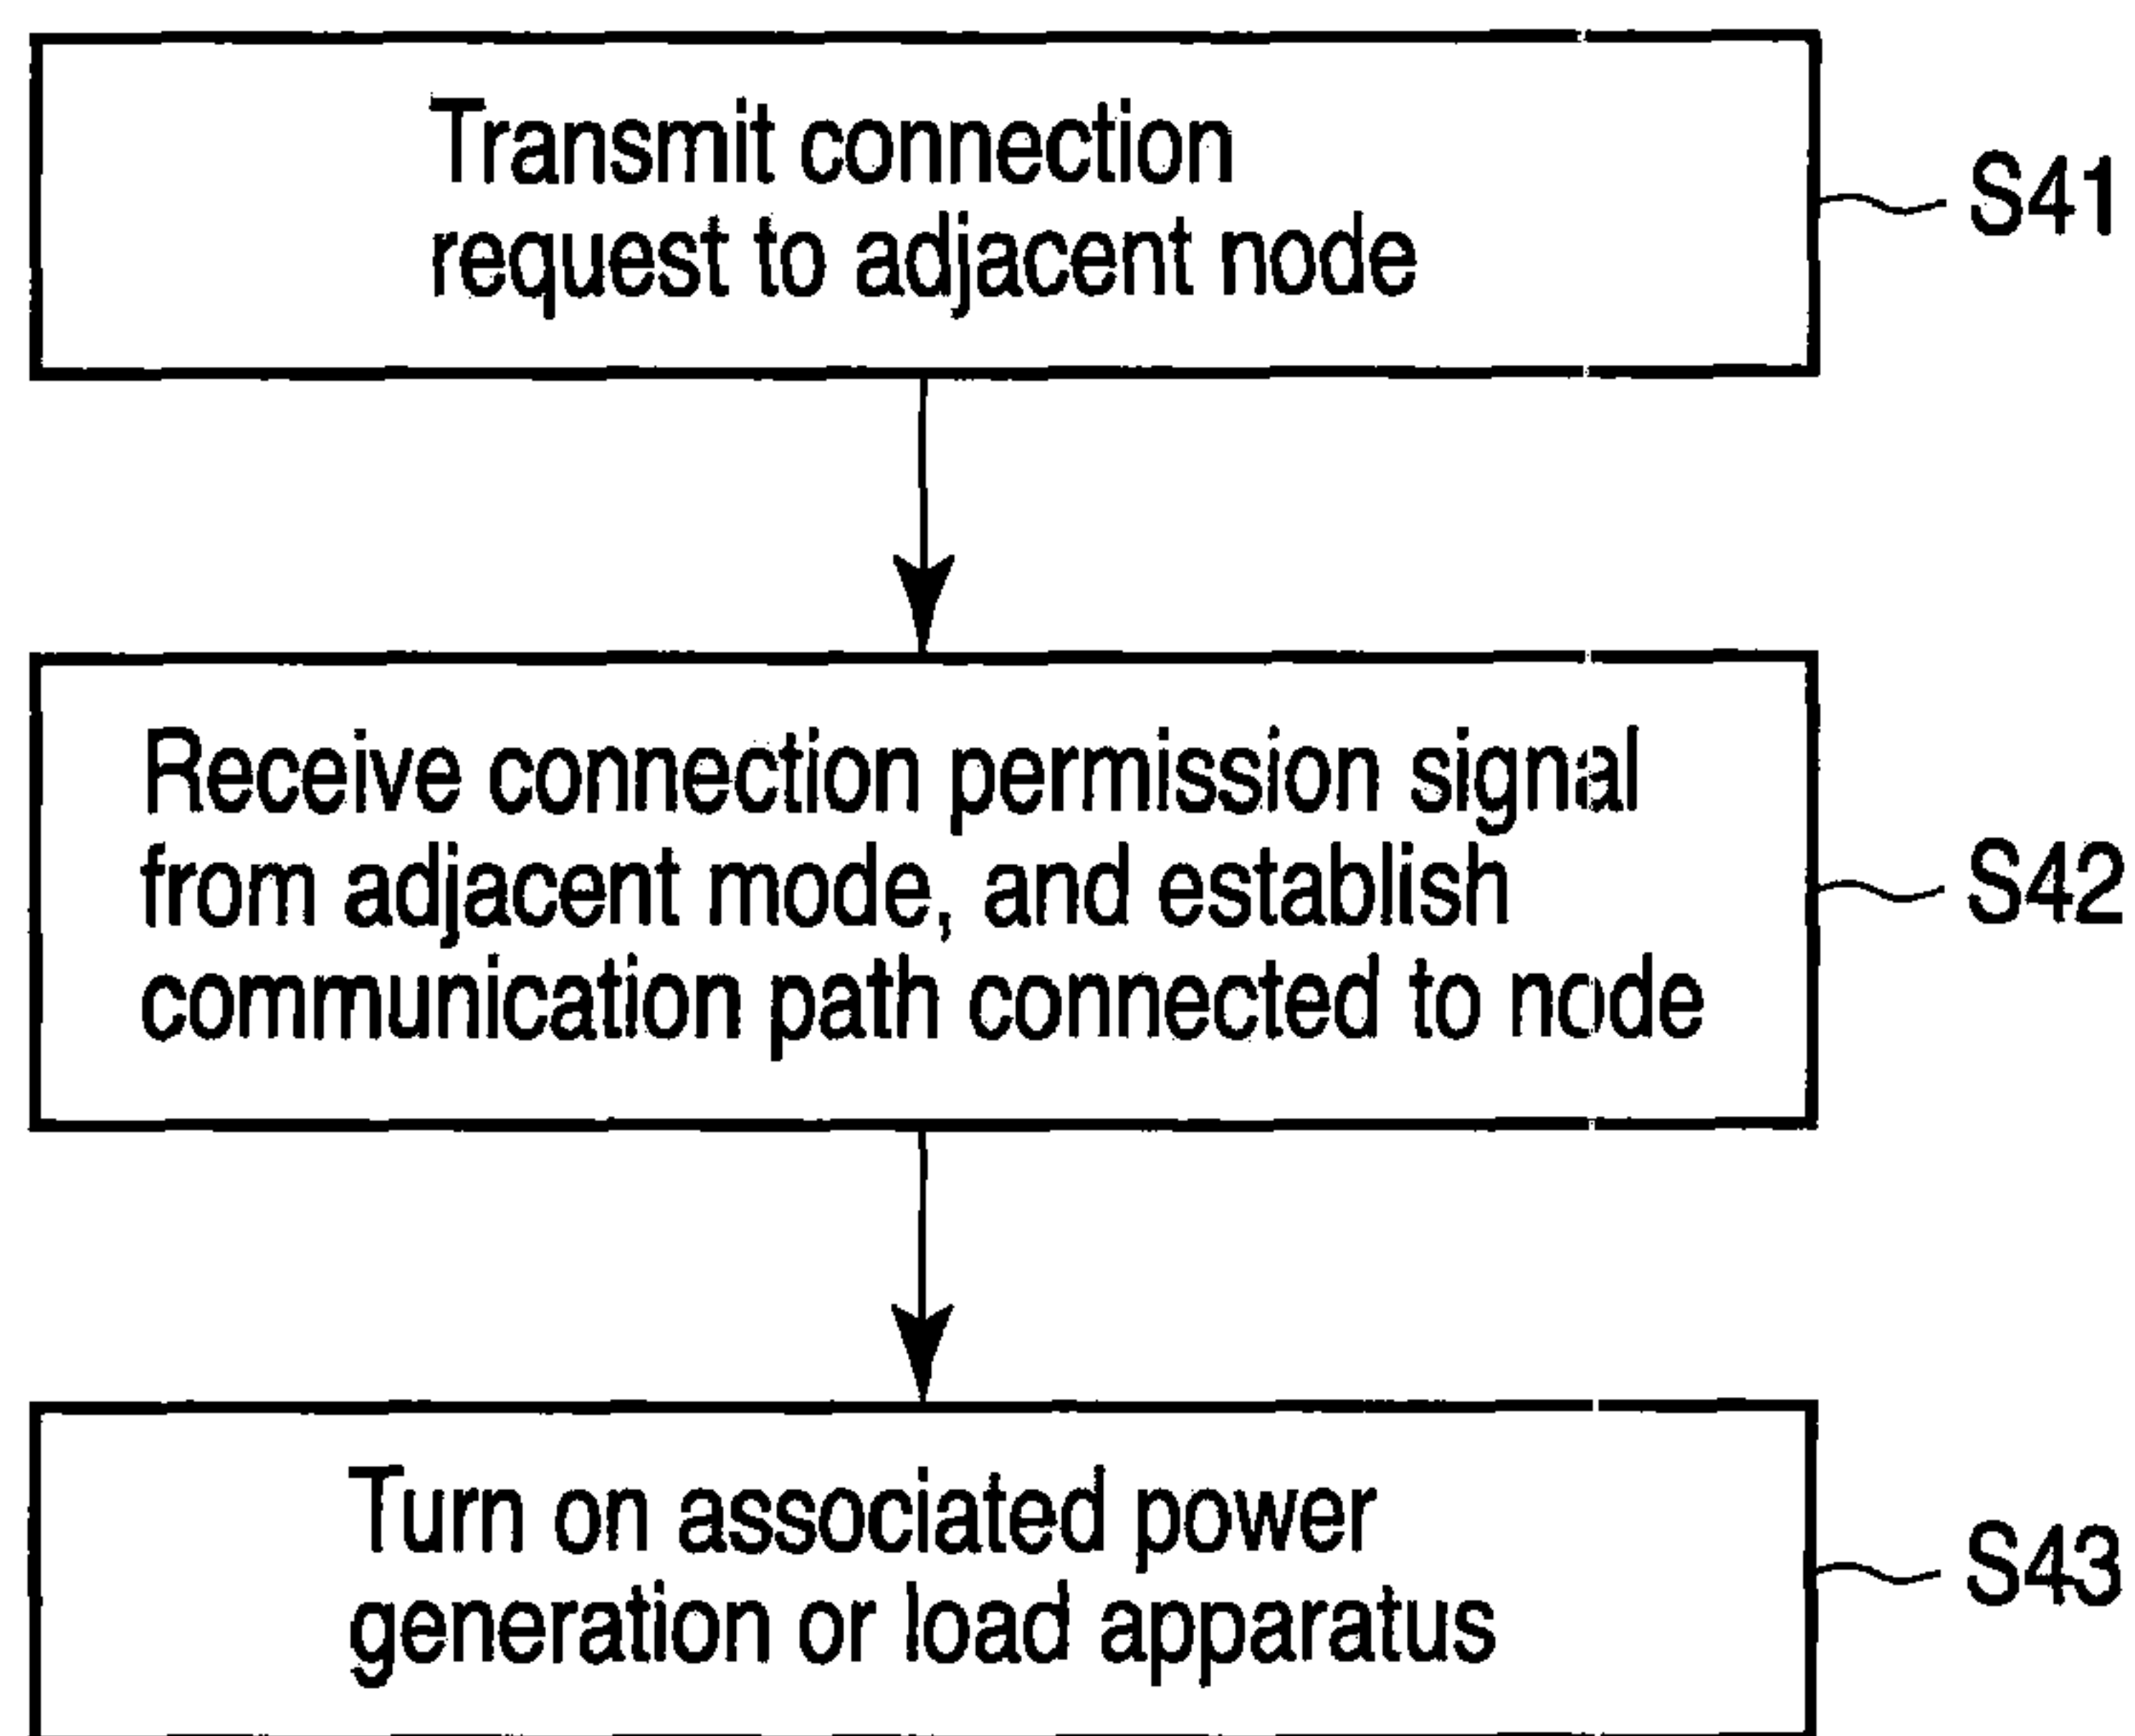 Transmit connection
request to adjacent node
S41
Receive connection permission signal
from adjacent mode, and establish
communication path connected to node
S42
Turn on associated power
generation or load apparatus
S43